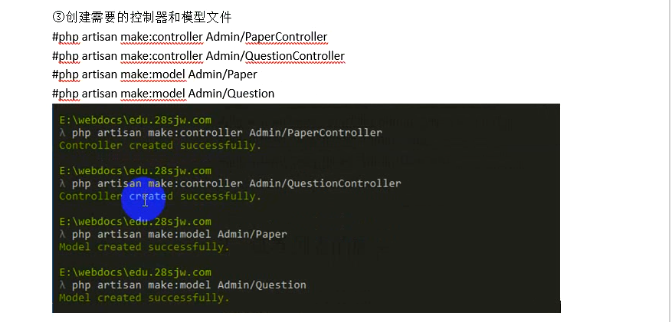 ③创建需要的控制器和模型文件
#php artisan make:controller Admin/PaperController
#php artisan make:controller Admin/QuestionController
#php artisan make:model Admin/Paper
#php artisan make:model Admin/Question
E:\webdocs\edu.28sjw.com
λ php artisan make:controller Admin/PaperController
Controller created successfully.
E:\webdocs\edu.28sjw.com
λ php artisan make:controller Admin/QuestionController
Controller created successfully.
E:\webdocs\edu.28sjw.com
λ php artisan make:model Admin/Paper
Model created successfully.
E:\webdocs\edu.28sjw.com
λ php artisan make:model Admin/Question
Model created successfully.